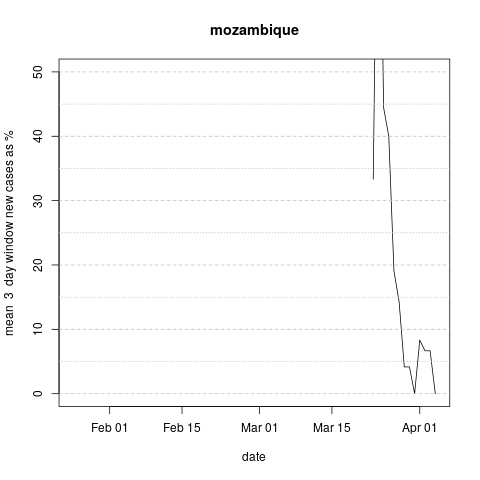 mozambique
mean  3  day window new cases as %
50
40
30
20
10
0
Feb 01
Feb 15
Mar 01
Mar 15
Apr 01
date